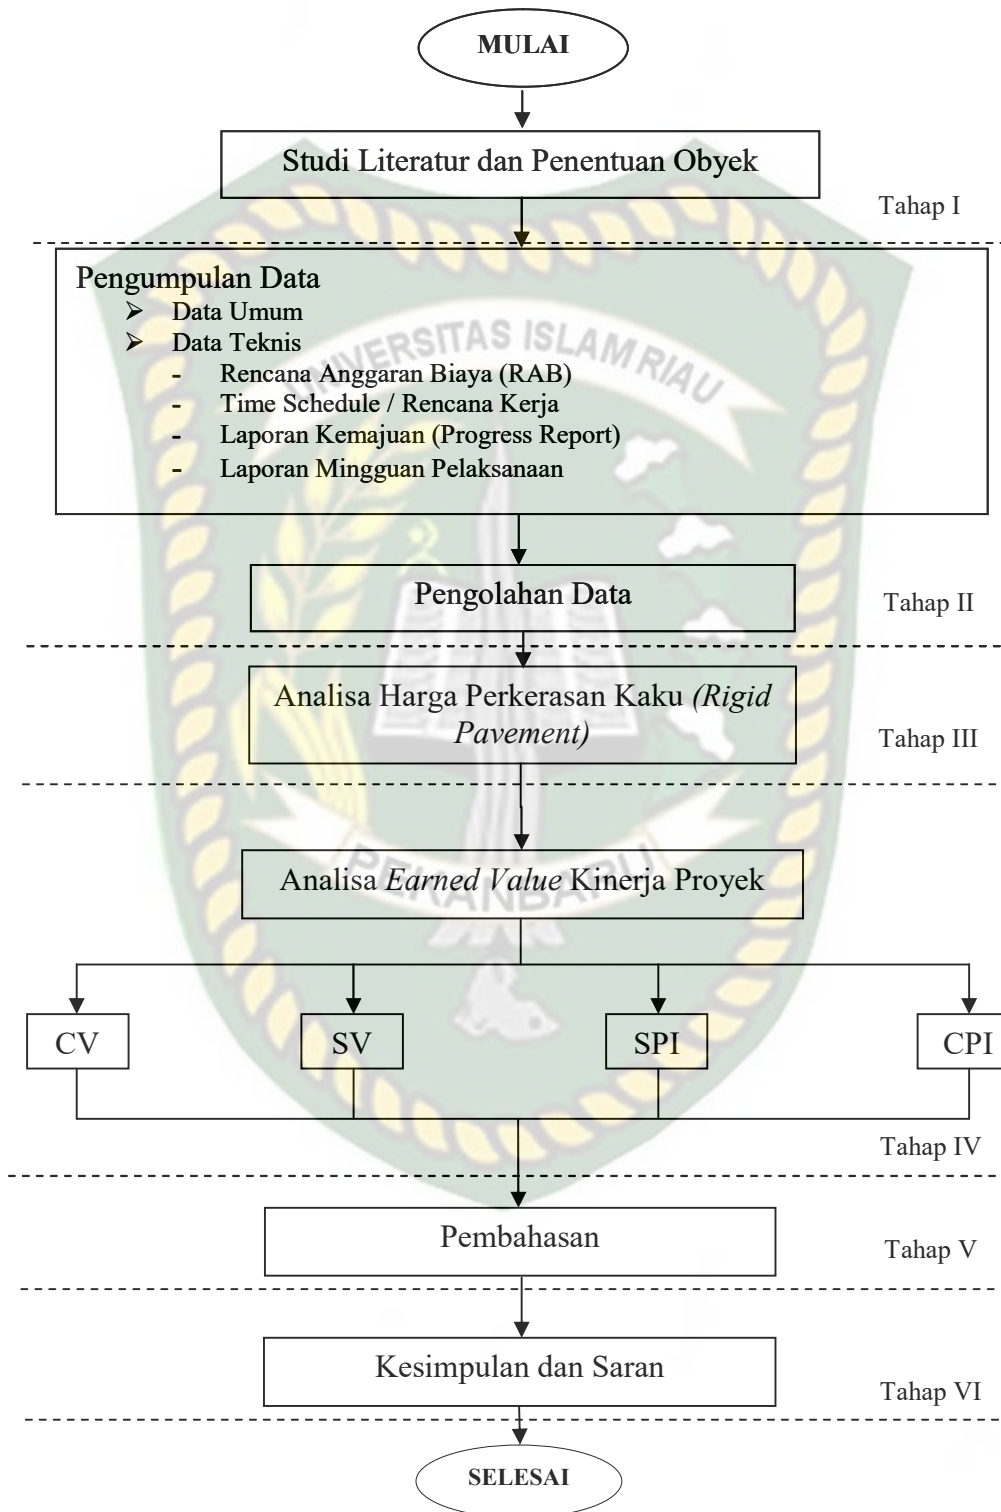 MULAI
Studi Literatur dan Penentuan Obyek
Tahap I
Pengumpulan Data
➢ Data Umum
➢ Data Teknis
- Rencana Anggaran Biaya (RAB)
- Time Schedule / Rencana Kerja
- Laporan Kemajuan (Progress Report)
- Laporan Mingguan Pelaksanaan
UNIVERSITAS ISLAM RIAU
Pengolahan Data
Tahap II
Analisa Harga Perkerasan Kaku (Rigid
Pavement)
Tahap III
PEKANBARU
Analisa Earned Value Kinerja Proyek
CV
SV
SPI
CPI
Tahap IV
Pembahasan
Tahap V
Kesimpulan dan Saran
Tahap VI
SELESAI